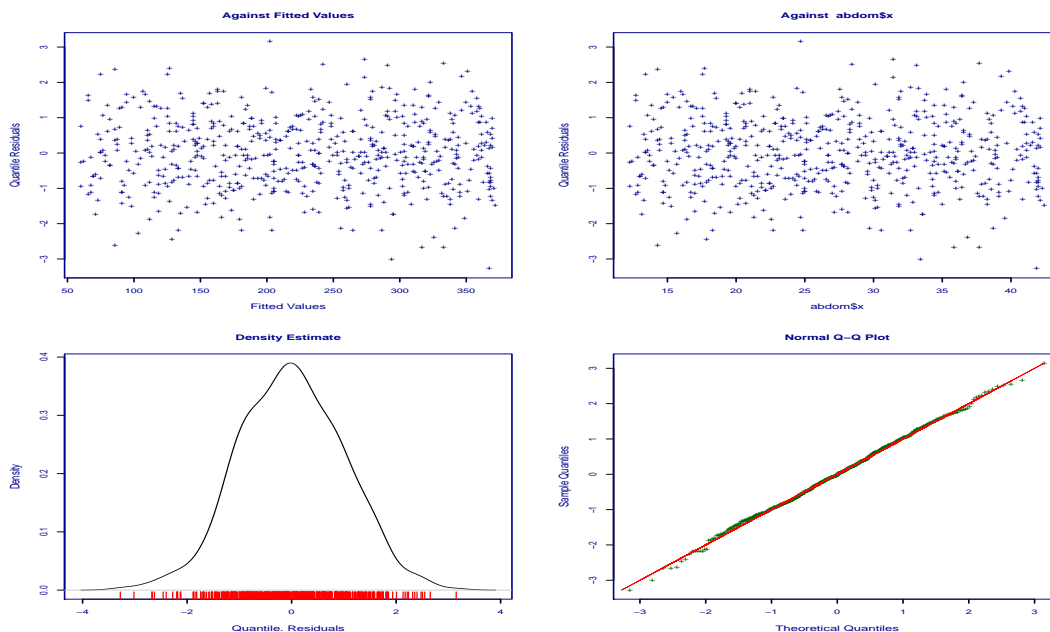 Against Fitted Values
Quantile Residuals
3
2
1
0
−1
−2
−3
50 100 150 200 250 300 350
Fitted Values
Against abdom$x
Quantile Residuals
3
2
1
0
−1
−2
−3
15 20 25 30 35 40
abdom$x
Density Estimate
Density
0.4
0.3
0.2
0.1
0.0
−4 −2 0 2 4
Quantile. Residuals
Normal Q−Q Plot
Sample Quantiles
3
2
1
0
−1
−2
−3
−3 −2 −1 0 1 2 3
Theoretical Quantiles